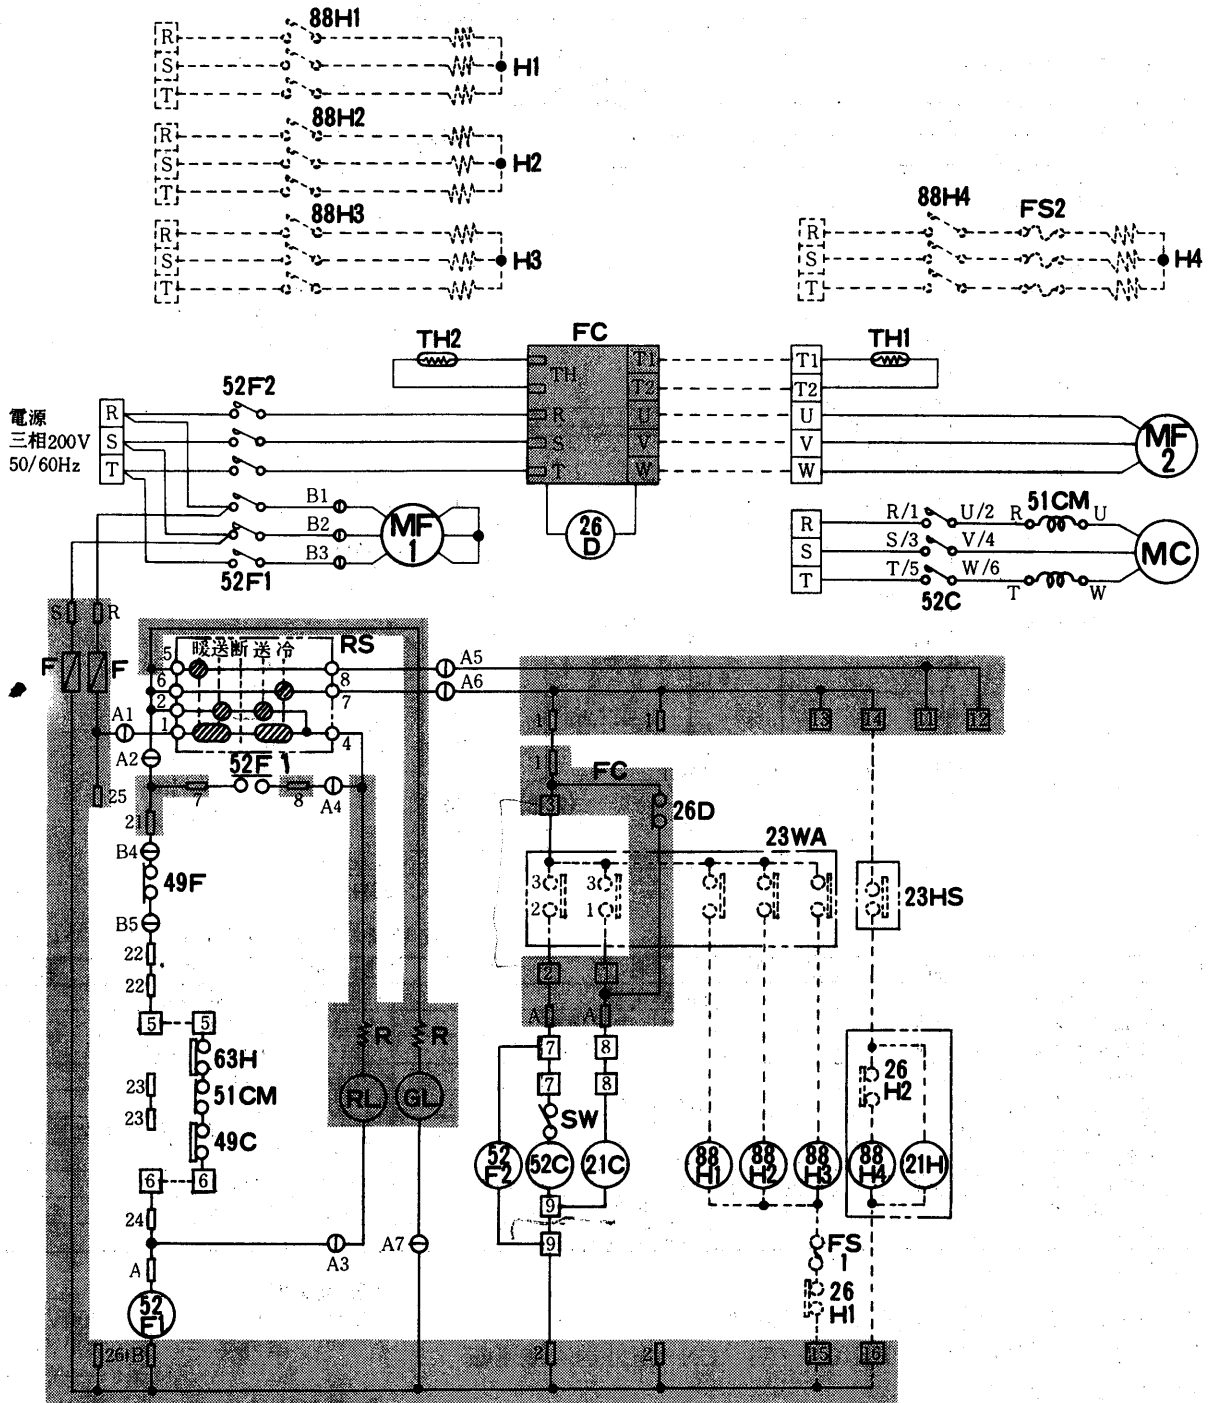 88H1
R
S
H1
T
88H2
R
S
H2
T
88H3
R
S
H3
T
88H4
FS2
R
S
H4
T
FC
TH2
TH1
TH
T1
T2
T1
T2
52F2
電源
三相200V
50/60Hz
R
S
T
R
S
T
U
V
W
U
V
W
MF
2
B1
B2
B3
MF
1
26
D
52F1
51CM
R
S
T
R/1
U/2
R
U
S/3
V/4
T/5
W/6
T
W
52C
MC
S
R
F
F
暖送断送冷
RS
5
6
2
1
8
7
4
A5
A6
A1
A2
52F1
7
8
A4
25
21
B4
49F
B5
22
22
5
5
63H
51CM
23
23
49C
6
6
24
A
A3
A7
52
F1
26
B
R
R
RL
GL
1
1
13
14
11
12
1
FC
3
26D
23WA
3
2
3
1
23HS
2
1
A
A
7
8
7
8
SW
52
F2
52C
21C
9
9
88
H1
88
H2
88
H3
26
H2
88
H4
21H
FS
1
26
H1
2
2
15
16